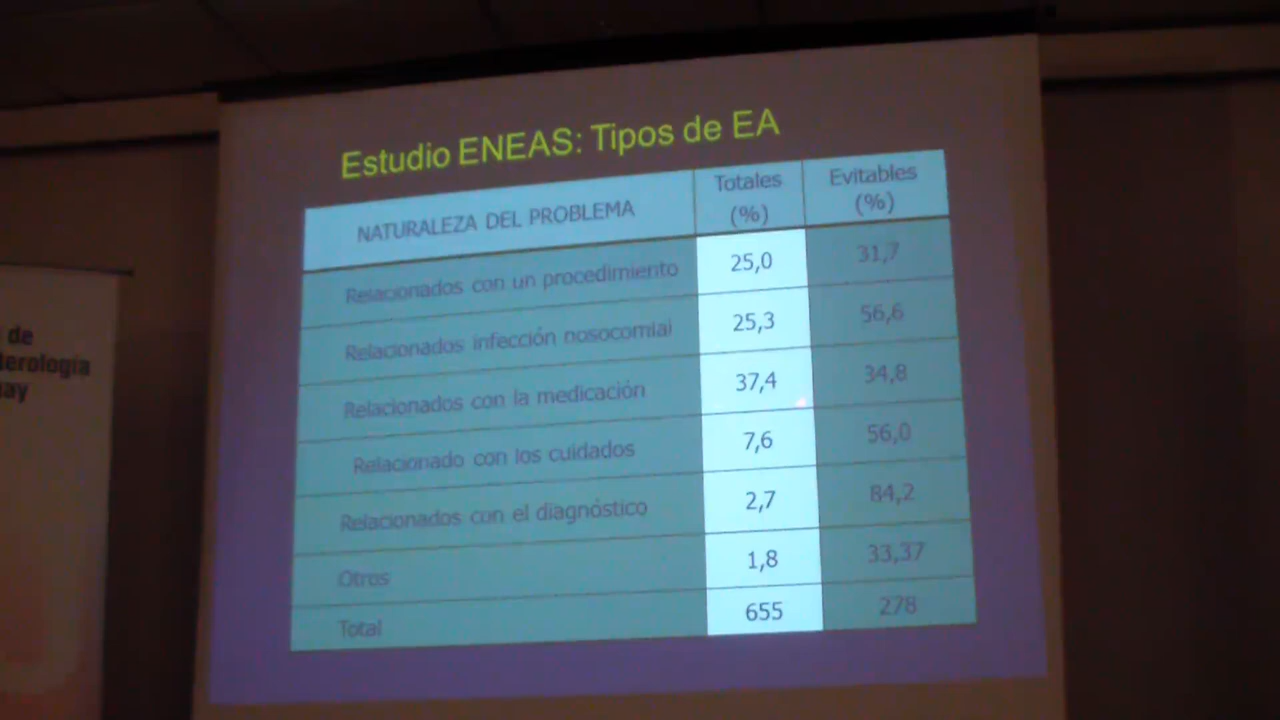 Estudio ENEAS: Tipos de EA
NATURALEZA DEL PROBLEMA Totales (%) Evitables (%)
Relacionados con un procedimiento 25,0 31,7
Relacionados infección nosocomial 25,3 56,6
Relacionados con la medicación 37,4 34,8
Relacionado con los cuidados 7,6 56,0
Relacionados con el diagnóstico 2,7 84,2
Otros 1,8 33,37
Total 655 278
de
terología
ay